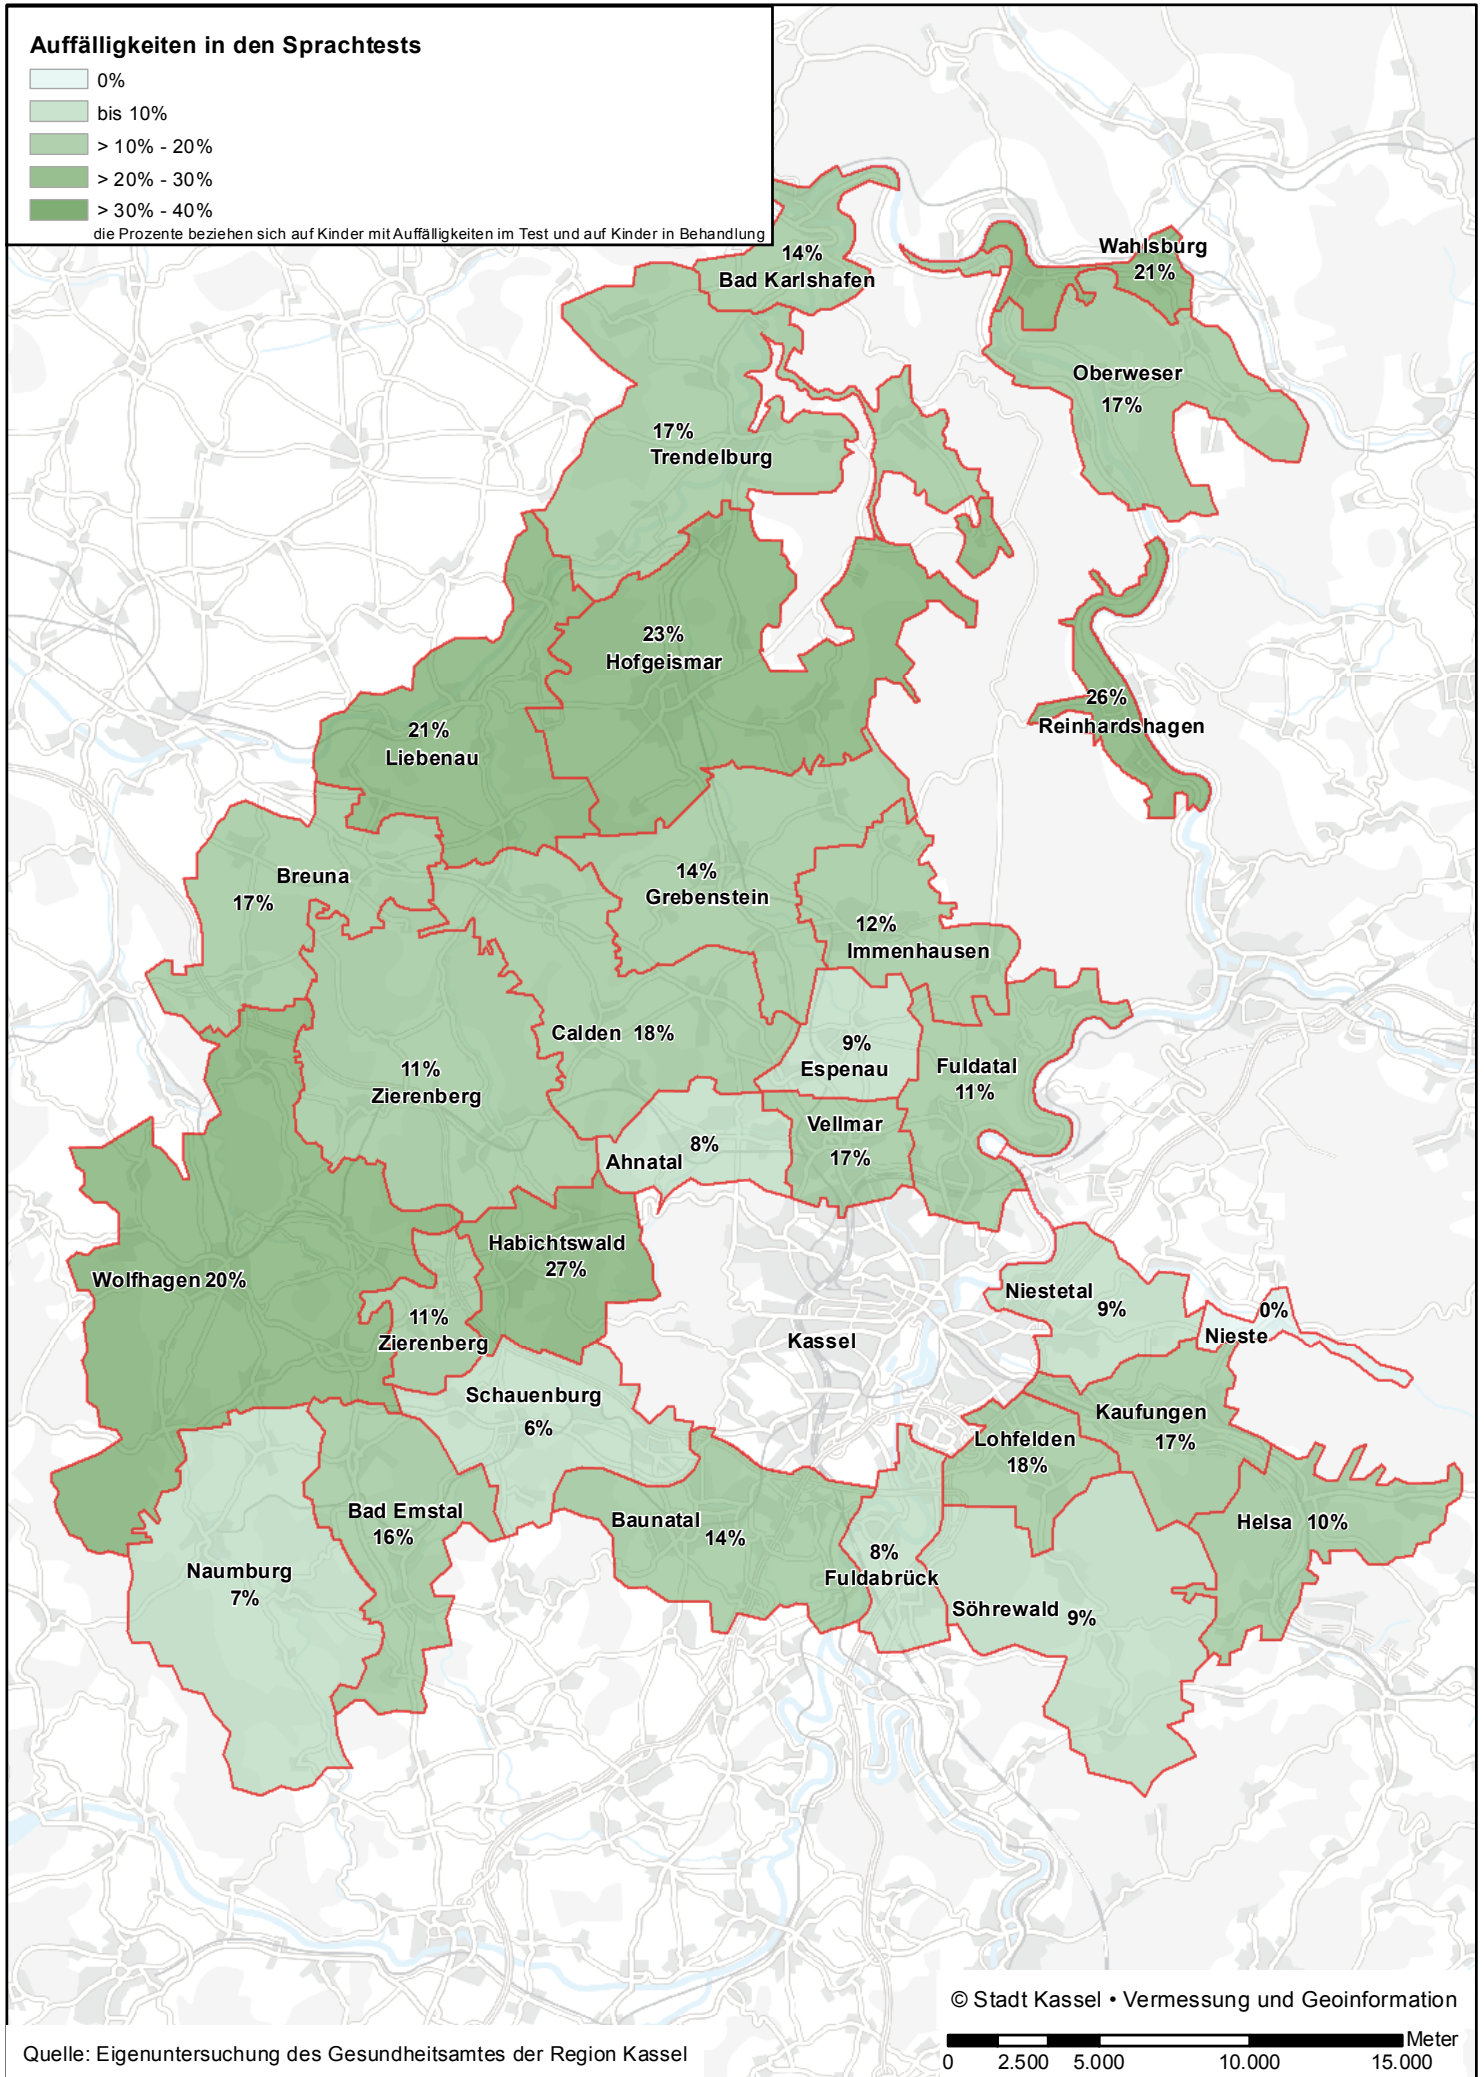 Auffälligkeiten in den Sprachtests
0%
bis 10%
> 10% - 20%
> 20% - 30%
> 30% - 40%
die Prozente beziehen sich auf Kinder mit Auffälligkeiten im Test und auf Kinder in Behandlung
14%
Bad Karlshafen
Wahlsburg
21%
Oberweser
17%
17%
Trendelburg
23%
Hofgeismar
26%
Reinhardshagen
21%
Liebenau
Breuna
17%
14%
Grebenstein
12%
Immenhausen
Calden 18%
9%
Espenau
Fuldatal
11%
11%
Zierenberg
Vellmar
17%
8%
Ahnatal
Habichtswald
27%
Wolfhagen 20%
11%
Zierenberg
Kassel
Niestetal
9%
0%
Nieste
Schauenburg
6%
Kaufungen
17%
Lohfelden
18%
Bad Emstal
16%
Baunatal
14%
Helsa 10%
8%
Fuldabrück
Naumburg
7%
Söhrewald 9%
© Stadt Kassel • Vermessung und Geoinformation
Quelle: Eigenuntersuchung des Gesundheitsamtes der Region Kassel
Meter
0 2.500 5.000 10.000 15.000